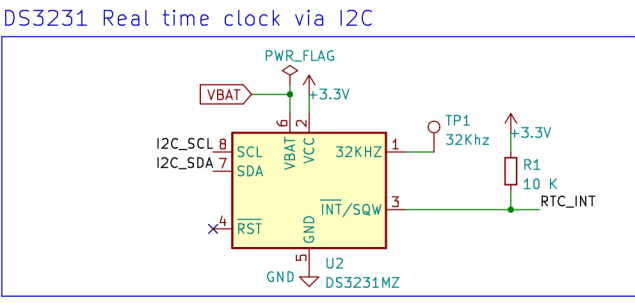 DS3231 Real time clock via I2C
PWR_FLAG
VBAT
+3.3V
TP1
32Khz
+3.3V
6
2
I2C_SCL 8
SCL
VBAT
VCC
32KHZ
1
I2C_SDA 7
SDA
R1
10 K
INT/SQW
3
RTC_INT
4
RST
GND
5
U2
GND
DS3231MZ